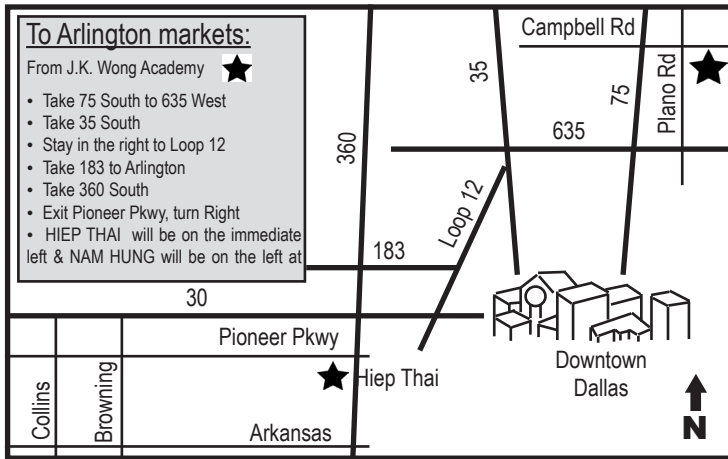 To Arlington markets:
From J.K. Wong Academy
• Take 75 South to 635 West
• Take 35 South
• Stay in the right to Loop 12
• Take 183 to Arlington
• Take 360 South
• Exit Pioneer Pkwy, turn Right
• HIEP THAI will be on the immediate
left & NAM HUNG will be on the left at
Campbell Rd
35
75
Plano Rd
635
360
Loop 12
183
30
Pioneer Pkwy
Hiep Thai
Downtown
Dallas
Collins
Browning
Arkansas
N